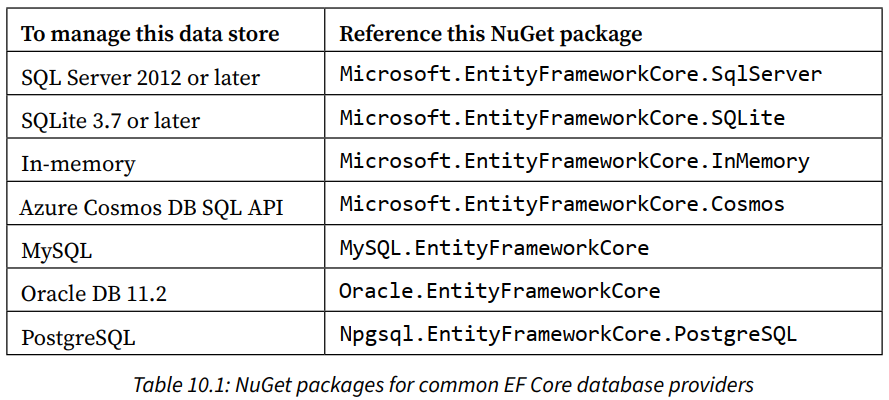 To manage this data store Reference this NuGet package
SQL Server 2012 or later Microsoft.EntityFrameworkCore.SqlServer
SQLite 3.7 or later Microsoft.EntityFrameworkCore.SQLite
In-memory Microsoft.EntityFrameworkCore.InMemory
Azure Cosmos DB SQL API Microsoft.EntityFrameworkCore.Cosmos
MySQL MySQL.EntityFrameworkCore
Oracle DB 11.2 Oracle.EntityFrameworkCore
PostgreSQL Npgsql.EntityFrameworkCore.PostgreSQL
Table 10.1: NuGet packages for common EF Core database providers